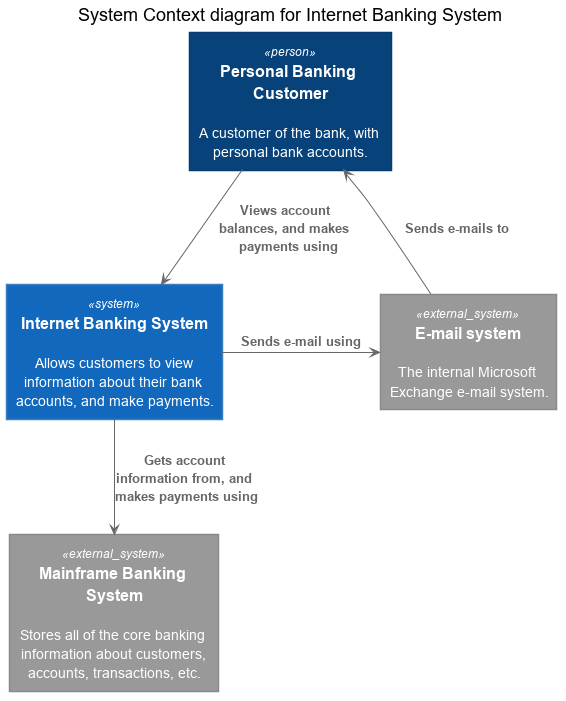 System Context diagram for Internet Banking System
«person»
Personal Banking
Customer
A customer of the bank, with
personal bank accounts.
Views account
balances, and makes
payments using
Sends e-mails to
«system»
Internet Banking System
Allows customers to view
information about their bank
accounts, and make payments.
Sends e-mail using
«external_system»
E-mail system
The internal Microsoft
Exchange e-mail system.
Gets account
information from, and
makes payments using
«external_system»
Mainframe Banking
System
Stores all of the core banking
information about customers,
accounts, transactions, etc.